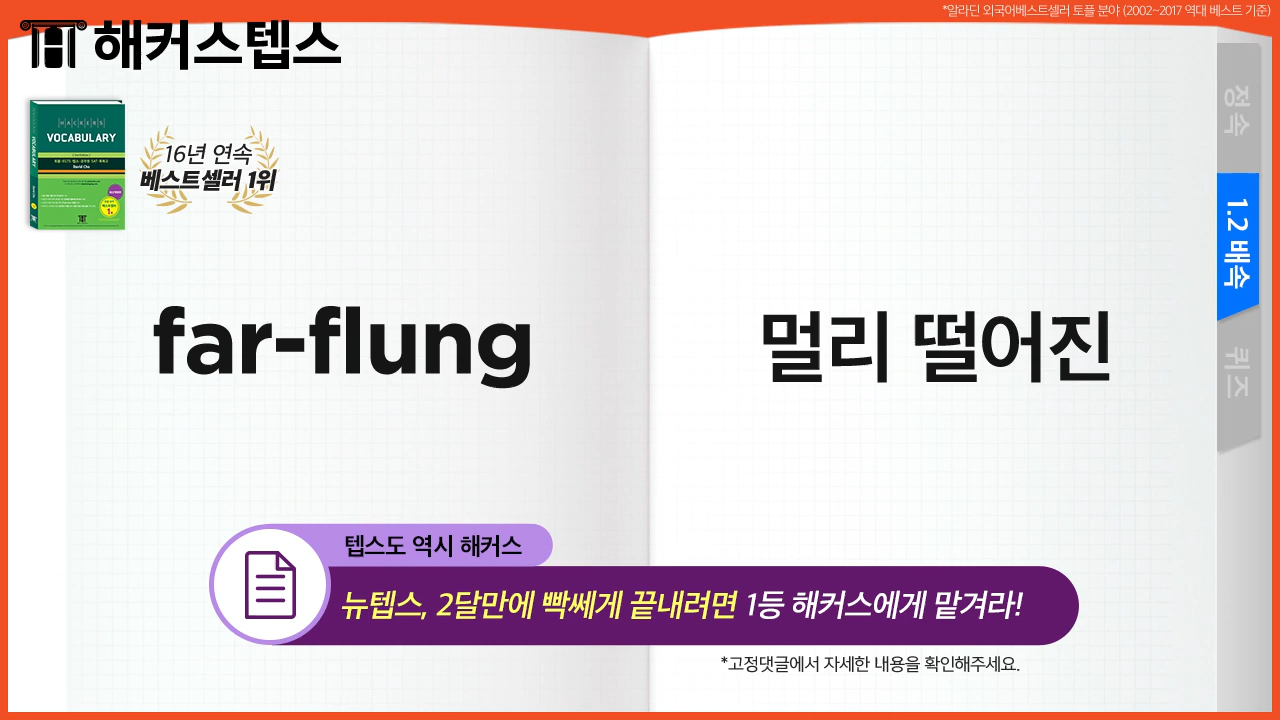 *알라딘 외국어베스트셀러 토플 분야 (2002~2017 역대 베스트 기준)
해커스텝스
HACKERS
VOCABULARY
David Cho
VOCABULARY
16년 연속
베스트셀러 1위
far-flung
멀리 떨어진
정속
1.2 배속
퀴즈
텝스도 역시 해커스
뉴텝스, 2달만에 빡쎄게 끝내려면 1등 해커스에게 맡겨라!
*고정댓글에서 자세한 내용을 확인해주세요.